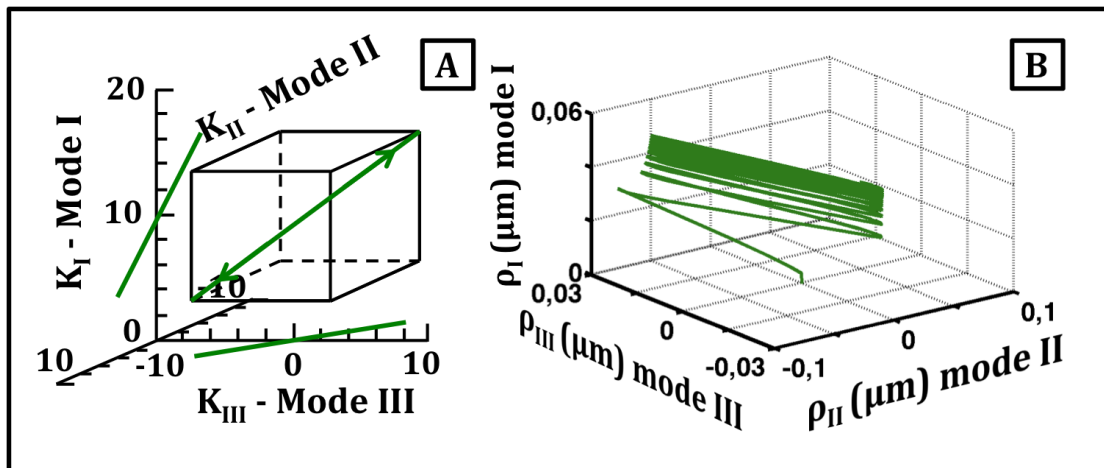 A
20
10
0
K_I - Mode I
K_II - Mode II
-10
10
-10
0
10
K_III - Mode III
B
0,06
0
ρ_I (μm) mode I
0,03
0
-0,03
ρ_III (μm) mode III
-0,1
0
0,1
ρ_II (μm) mode II